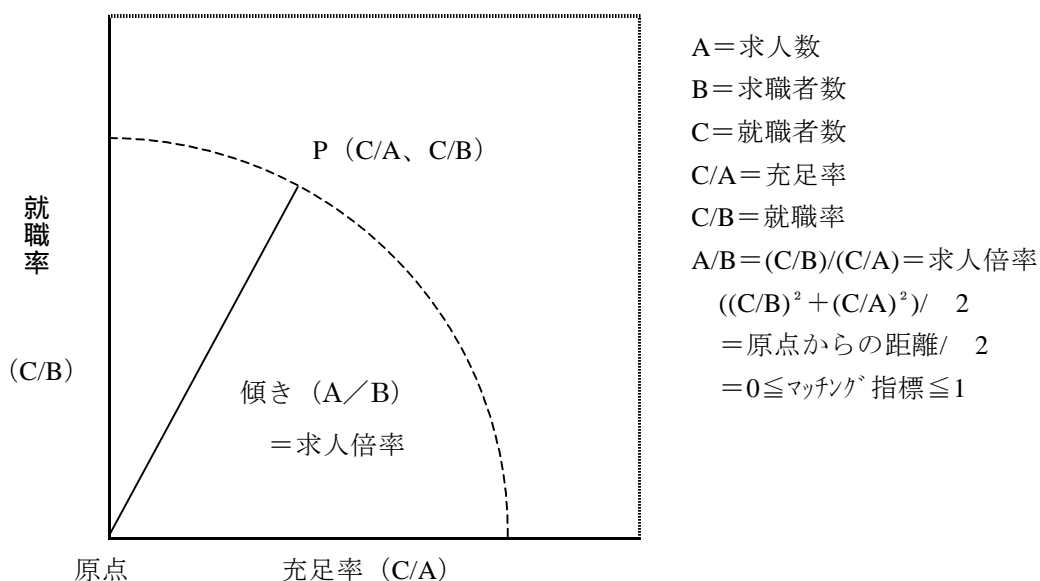 P（C/A、C/B）
就職率
（C/B）
傾き（A／B）
＝求人倍率
原点
充足率（C/A）
A＝求人数
B＝求職者数
C＝就職者数
C/A＝充足率
C/B＝就職率
A/B＝(C/B)/(C/A)＝求人倍率
((C/B)²＋(C/A)²)/　2
＝原点からの距離/　2
＝0≦ﾏｯﾁﾝｸﾞ指標≦1